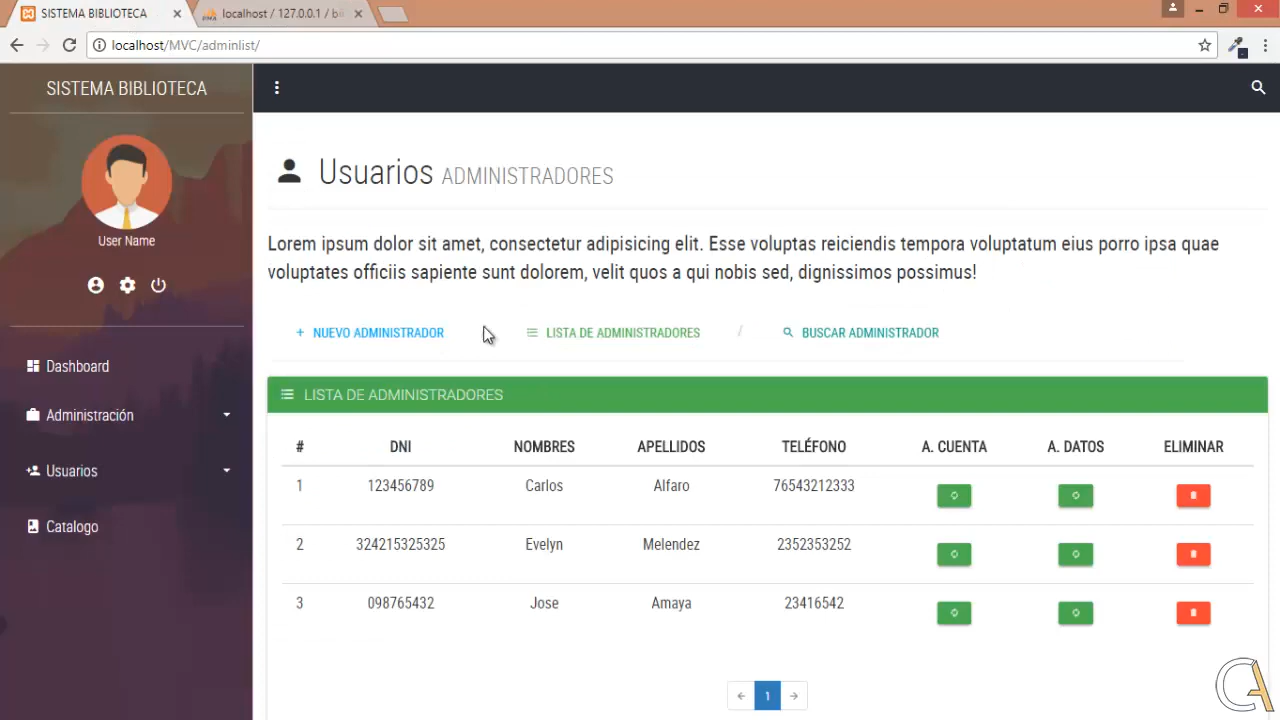 SISTEMA BIBLIOTECA
localhost / 127.0.0.1 / bi
localhost/MVC/adminlist/
SISTEMA BIBLIOTECA
User Name
Dashboard
Administración
Usuarios
Catalogo
Usuarios ADMINISTRADORES
Lorem ipsum dolor sit amet, consectetur adipisicing elit. Esse voluptas reiciendis tempora voluptatum eius porro ipsa quae
voluptates officiis sapiente sunt dolorem, velit quos a qui nobis sed, dignissimos possimus!
+ NUEVO ADMINISTRADOR LISTA DE ADMINISTRADORES / BUSCAR ADMINISTRADOR
LISTA DE ADMINISTRADORES
# DNI NOMBRES APELLIDOS TELÉFONO A. CUENTA A. DATOS ELIMINAR
1 123456789 Carlos Alfaro 76543212333
2 324215325325 Evelyn Melendez 2352353252
3 098765432 Jose Amaya 23416542
← 1 →
CA